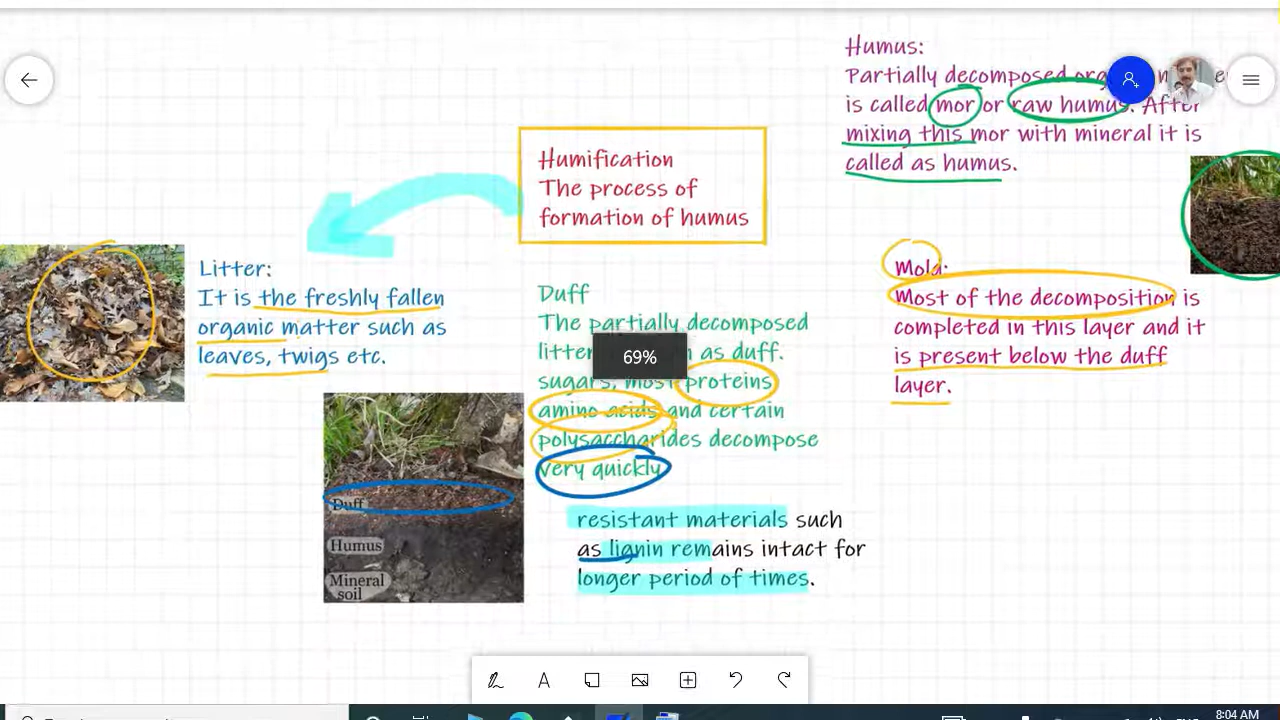 Humus:
Partially decomposed
is called mor or raw humus. After
mixing this mor with mineral it is
called as humus.
Humification
The process of
formation of humus
Litter:
It is the freshly fallen
organic matter such as
leaves, twigs etc.
Duff
The partially decomposed
litter as duff.
sugars, most proteins
amino acids and certain
polysaccharides decompose
very quickly
69%
resistant materials such
as lignin remains intact for
longer period of times.
Mold:
Most of the decomposition is
completed in this layer and it
is present below the duff
layer.
Duff
Humus
Mineral
soil
A
8:04 AM